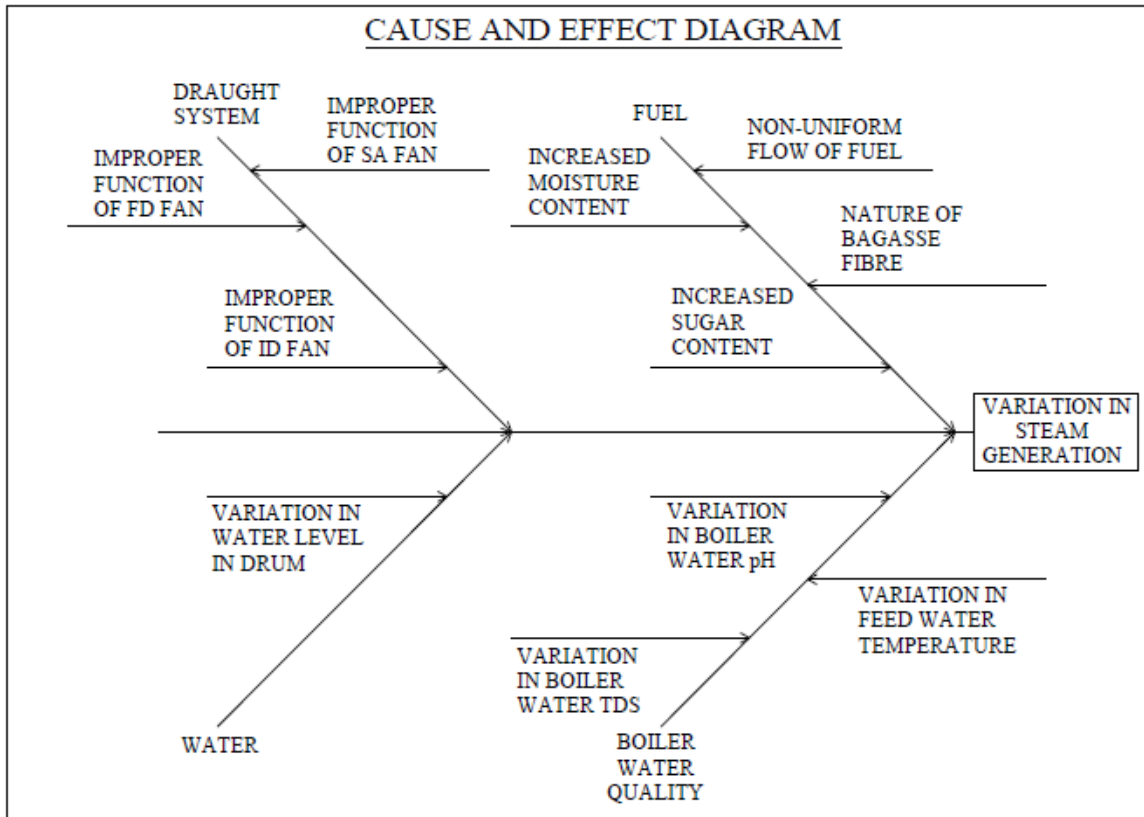 CAUSE AND EFFECT DIAGRAM
DRAUGHT
SYSTEM
IMPROPER
FUNCTION
OF SA FAN
IMPROPER
FUNCTION
OF FD FAN
IMPROPER
FUNCTION
OF ID FAN
FUEL
NON-UNIFORM
FLOW OF FUEL
INCREASED
MOISTURE
CONTENT
NATURE OF
BAGASSE
FIBRE
INCREASED
SUGAR
CONTENT
VARIATION IN
STEAM
GENERATION
VARIATION IN
WATER LEVEL
IN DRUM
WATER
VARIATION
IN BOILER
WATER pH
VARIATION IN
FEED WATER
TEMPERATURE
VARIATION
IN BOILER
WATER TDS
BOILER
WATER
QUALITY